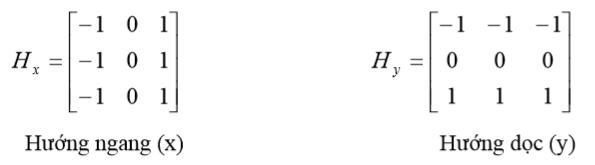 H_x = [−1 0 1; −1 0 1; −1 0 1]
H_y = [−1 −1 −1; 0 0 0; 1 1 1]
Hướng ngang (x)
Hướng dọc (y)